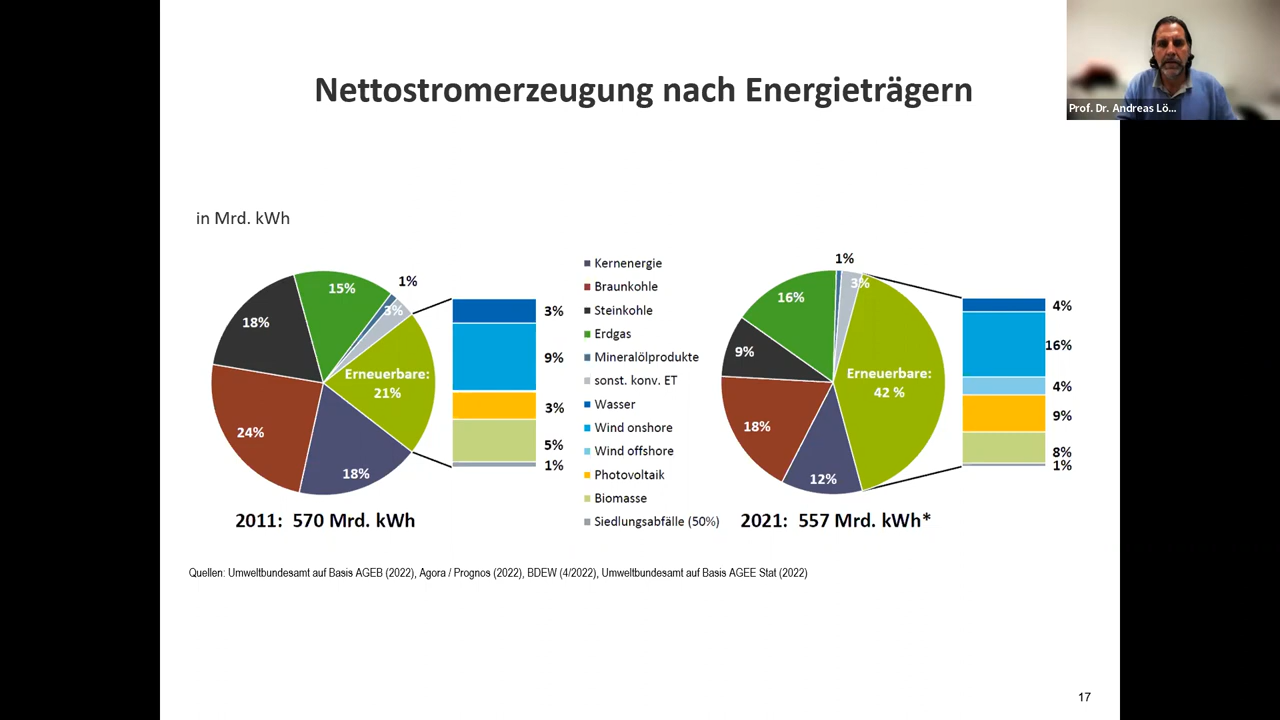 Nettostromerzeugung nach Energieträgern
Prof. Dr. Andreas Lö...
in Mrd. kWh
15%
1%
3%
18%
Erneuerbare:
21%
24%
18%
3%
9%
3%
5%
1%
2011: 570 Mrd. kWh
Kernenergie
Braunkohle
Steinkohle
Erdgas
Mineralölprodukte
sonst. konv. ET
Wasser
Wind onshore
Wind offshore
Photovoltaik
Biomasse
Siedlungsabfälle (50%)
1%
3%
16%
9%
Erneuerbare:
42 %
18%
12%
4%
16%
4%
9%
8%
1%
2021: 557 Mrd. kWh*
Quellen: Umweltbundesamt auf Basis AGEB (2022), Agora / Prognos (2022), BDEW (4/2022), Umweltbundesamt auf Basis AGEE Stat (2022)
17